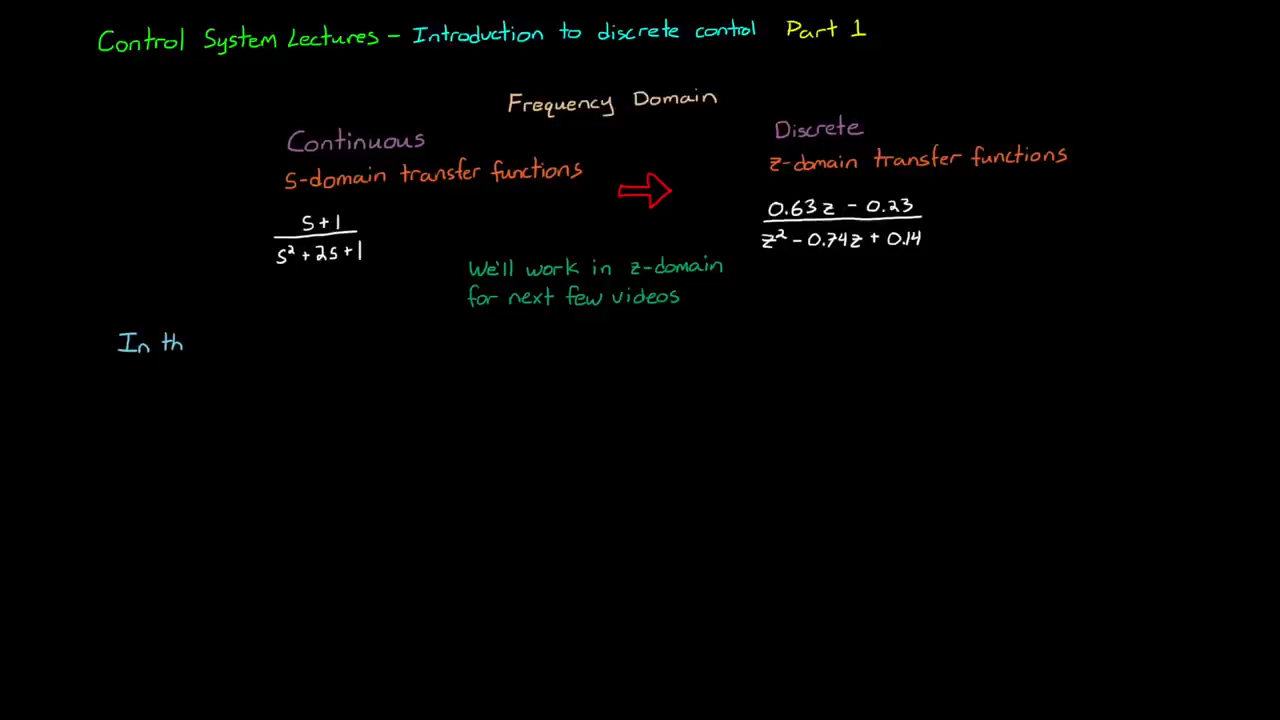 Control System Lectures - Introduction to discrete control Part 1
Frequency Domain
Continuous
s-domain transfer functions
s+1
s² + 2s + 1
Discrete
z-domain transfer functions
0.63z - 0.23
z² - 0.74z + 0.14
We'll work in z-domain
for next few videos
In th